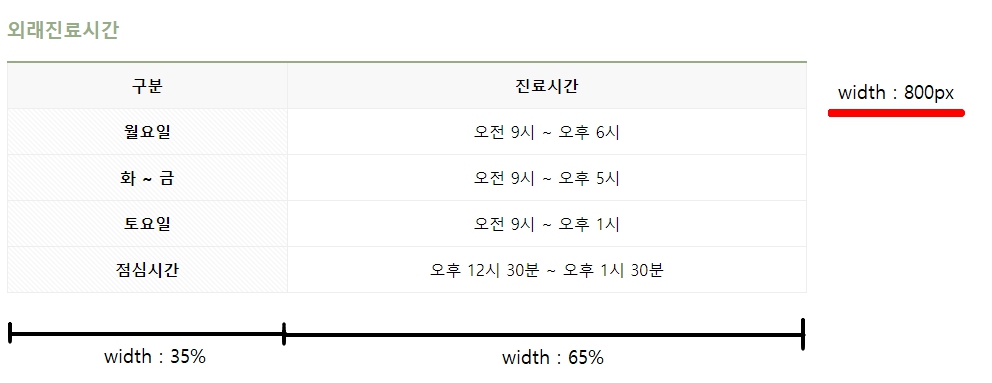 외래진료시간
구분 진료시간
width : 800px
월요일 오전 9시 ~ 오후 6시
화 ~ 금 오전 9시 ~ 오후 5시
토요일 오전 9시 ~ 오후 1시
점심시간 오후 12시 30분 ~ 오후 1시 30분
width : 35% width : 65%